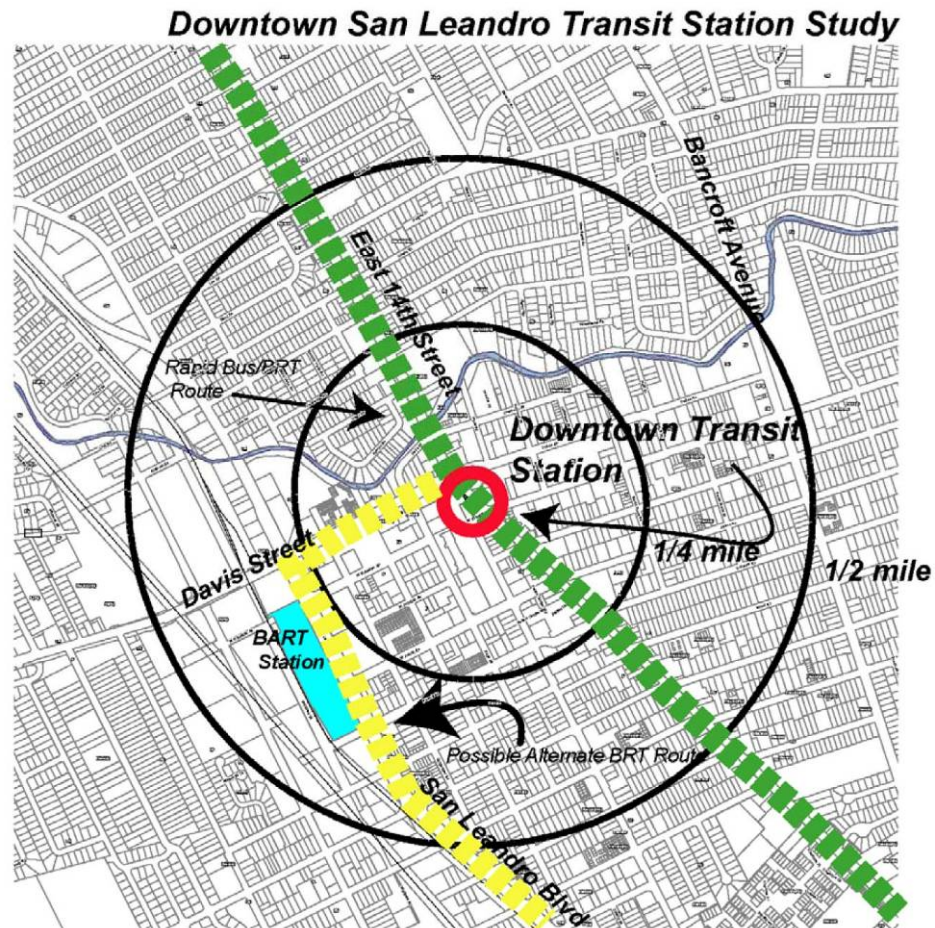 Downtown San Leandro Transit Station Study
Bancroft Avenue
East 14th Street
Rapid Bus/BRT
Route
Downtown Transit
Station
1/4 mile
1/2 mile
Davis Street
BART
Station
Possible Alternate BRT Route
San Leandro Blvd